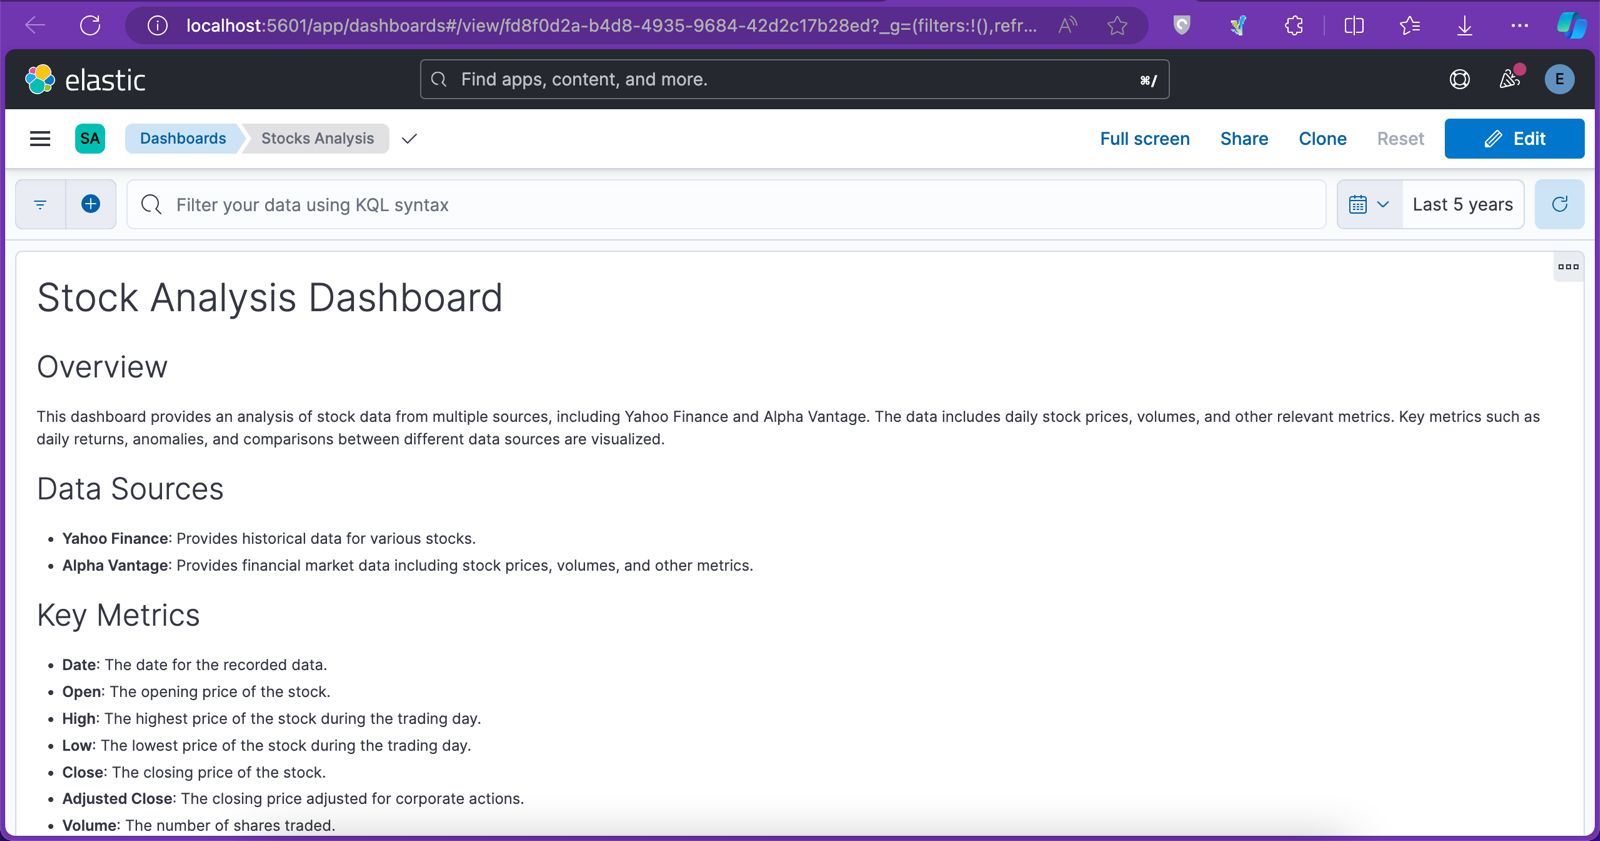 localhost:5601/app/dashboards#/view/fd8f0d2a-b4d8-4935-9684-42d2c17b28ed?_g=(filters:!(),refr...
elastic
Find apps, content, and more.
⌘/
E
SA
Dashboards
Stocks Analysis
Full screen
Share
Clone
Reset
Edit
Filter your data using KQL syntax
Last 5 years
Stock Analysis Dashboard
Overview
This dashboard provides an analysis of stock data from multiple sources, including Yahoo Finance and Alpha Vantage. The data includes daily stock prices, volumes, and other relevant metrics. Key metrics such as
daily returns, anomalies, and comparisons between different data sources are visualized.
Data Sources
• Yahoo Finance: Provides historical data for various stocks.
• Alpha Vantage: Provides financial market data including stock prices, volumes, and other metrics.
Key Metrics
• Date: The date for the recorded data.
• Open: The opening price of the stock.
• High: The highest price of the stock during the trading day.
• Low: The lowest price of the stock during the trading day.
• Close: The closing price of the stock.
• Adjusted Close: The closing price adjusted for corporate actions.
• Volume: The number of shares traded.